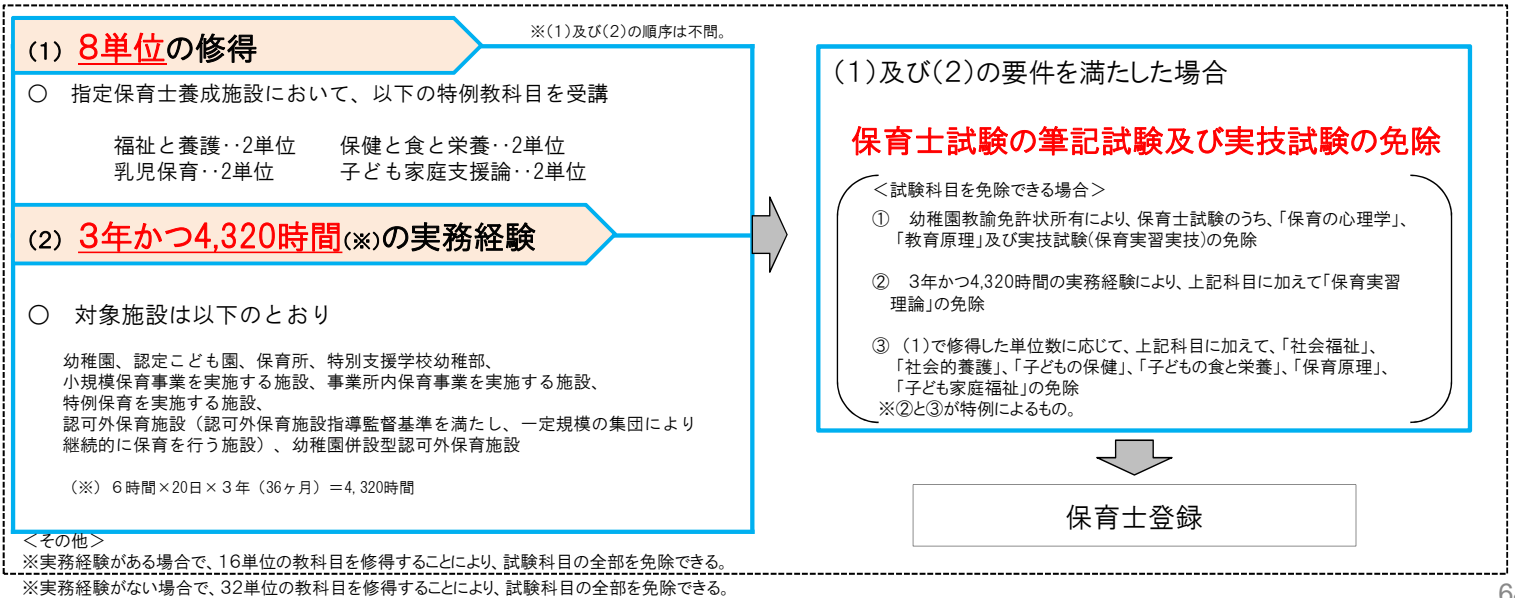 ※(1)及び(2)の順序は不問。
(1) 8単位の修得
○ 指定保育士養成施設において、以下の特例教科目を受講
福祉と養護‥2単位 保健と食と栄養‥2単位
乳児保育‥2単位 子ども家庭支援論‥2単位
(2) 3年かつ4,320時間(※)の実務経験
○ 対象施設は以下のとおり
幼稚園、認定こども園、保育所、特別支援学校幼稚部、
小規模保育事業を実施する施設、事業所内保育事業を実施する施設、
特例保育を実施する施設、
認可外保育施設（認可外保育施設指導監督基準を満たし、一定規模の集団により
継続的に保育を行う施設）、幼稚園併設型認可外保育施設
（※）６時間×20日×３年（36ヶ月）＝4,320時間
(1)及び(2)の要件を満たした場合
保育士試験の筆記試験及び実技試験の免除
＜試験科目を免除できる場合＞
① 幼稚園教諭免許状所有により、保育士試験のうち、「保育の心理学」、
「教育原理」及び実技試験(保育実習実技)の免除
② 3年かつ4,320時間の実務経験により、上記科目に加えて「保育実習
理論」の免除
③ (1)で修得した単位数に応じて、上記科目に加えて、「社会福祉」、
「社会的養護」、「子どもの保健」、「子どもの食と栄養」、「保育原理」、
「子ども家庭福祉」の免除
※②と③が特例によるもの。
保育士登録
＜その他＞
※実務経験がある場合で、16単位の教科目を修得することにより、試験科目の全部を免除できる。
※実務経験がない場合で、32単位の教科目を修得することにより、試験科目の全部を免除できる。